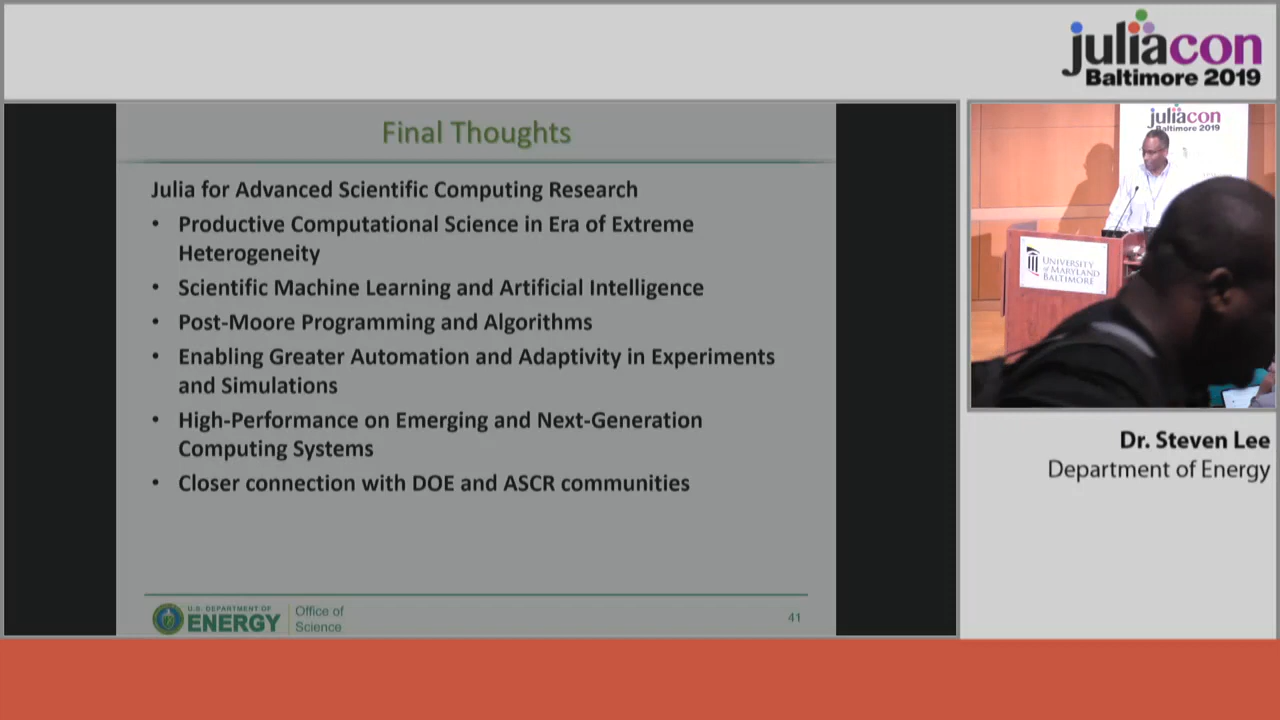 juliacon
Baltimore 2019
Final Thoughts
Julia for Advanced Scientific Computing Research
• Productive Computational Science in Era of Extreme
Heterogeneity
• Scientific Machine Learning and Artificial Intelligence
• Post-Moore Programming and Algorithms
• Enabling Greater Automation and Adaptivity in Experiments
and Simulations
• High-Performance on Emerging and Next-Generation
Computing Systems
• Closer connection with DOE and ASCR communities
U.S. DEPARTMENT OF
ENERGY
Office of
Science
41
juliacon
Baltimore 2019
UNIVERSITY
of MARYLAND
BALTIMORE
Dr. Steven Lee
Department of Energy